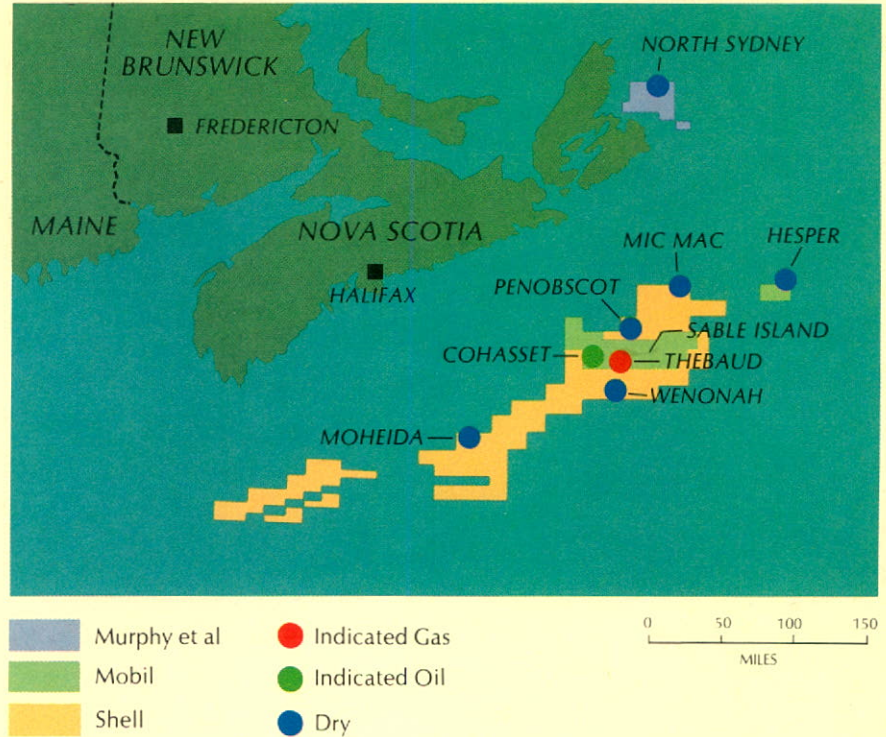 NEW
BRUNSWICK
NORTH SYDNEY
FREDERICTON
MAINE
NOVA SCOTIA
HALIFAX
MIC MAC
HESPER
PENOBSCOT
SABLE ISLAND
COHASSET
THEBAUD
WENONAH
MOHEIDA
Murphy et al
Mobil
Shell
Indicated Gas
Indicated Oil
Dry
0 50 100 150
MILES